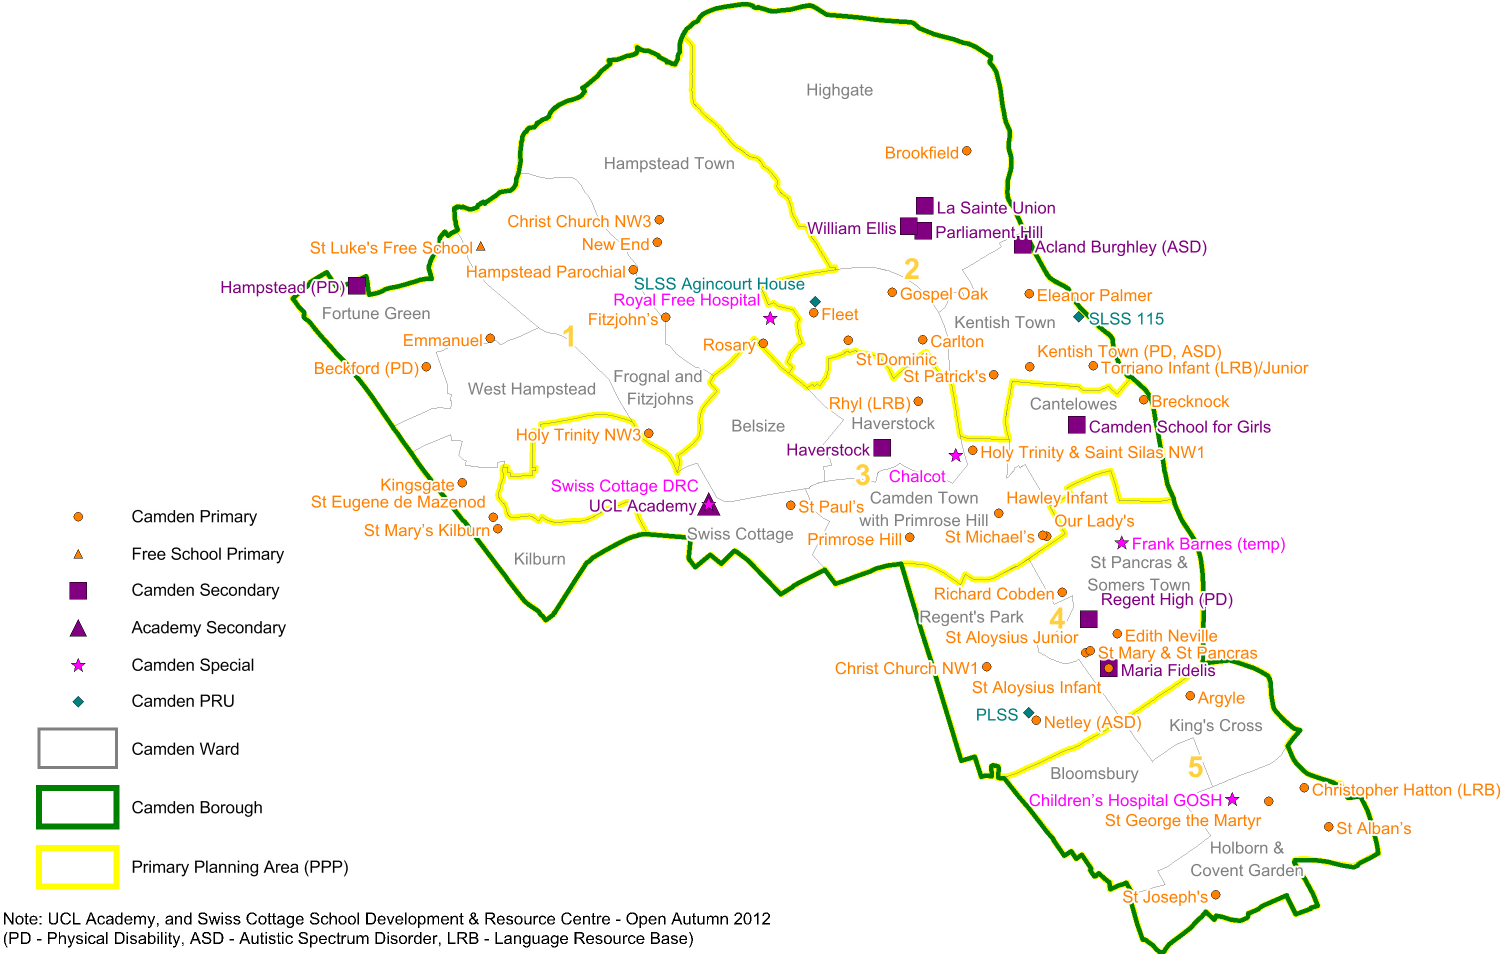 Highgate
Brookfield
Hampstead Town
La Sainte Union
Christ Church NW3
William Ellis
Parliament Hill
New End
Acland Burghley (ASD)
St Luke's Free School
Hampstead Parochial
2
SLSS Agincourt House
Hampstead (PD)
Royal Free Hospital
Gospel Oak
Eleanor Palmer
Fortune Green
Fitzjohn's
Fleet
Kentish Town
SLSS 115
1
Emmanuel
Rosary
Carlton
St Dominic
Kentish Town (PD, ASD)
Beckford (PD)
St Patrick's
Torriano Infant (LRB)/Junior
West Hampstead
Frognal and
Fitzjohns
Rhyl (LRB)
Cantelowes
Brecknock
Belsize
Haverstock
Camden School for Girls
Holy Trinity NW3
Haverstock
Holy Trinity & Saint Silas NW1
3
Chalcot
Kingsgate
Swiss Cottage DRC
St Eugene de Mazenod
UCL Academy
St Paul's
Camden Town
with Primrose Hill
Hawley Infant
Our Lady's
St Mary's Kilburn
Swiss Cottage
Primrose Hill
St Michael's
Frank Barnes (temp)
Kilburn
St Pancras &
Somers Town
Richard Cobden
Regent High (PD)
Regent's Park
4
St Aloysius Junior
Edith Neville
St Mary & St Pancras
Christ Church NW1
Maria Fidelis
St Aloysius Infant
Argyle
PLSS
Netley (ASD)
King's Cross
5
Bloomsbury
Children's Hospital GOSH
Christopher Hatton (LRB)
St George the Martyr
St Alban's
Holborn &
Covent Garden
St Joseph's
Camden Primary
Free School Primary
Camden Secondary
Academy Secondary
Camden Special
Camden PRU
Camden Ward
Camden Borough
Primary Planning Area (PPP)
Note: UCL Academy, and Swiss Cottage School Development & Resource Centre - Open Autumn 2012
(PD - Physical Disability, ASD - Autistic Spectrum Disorder, LRB - Language Resource Base)